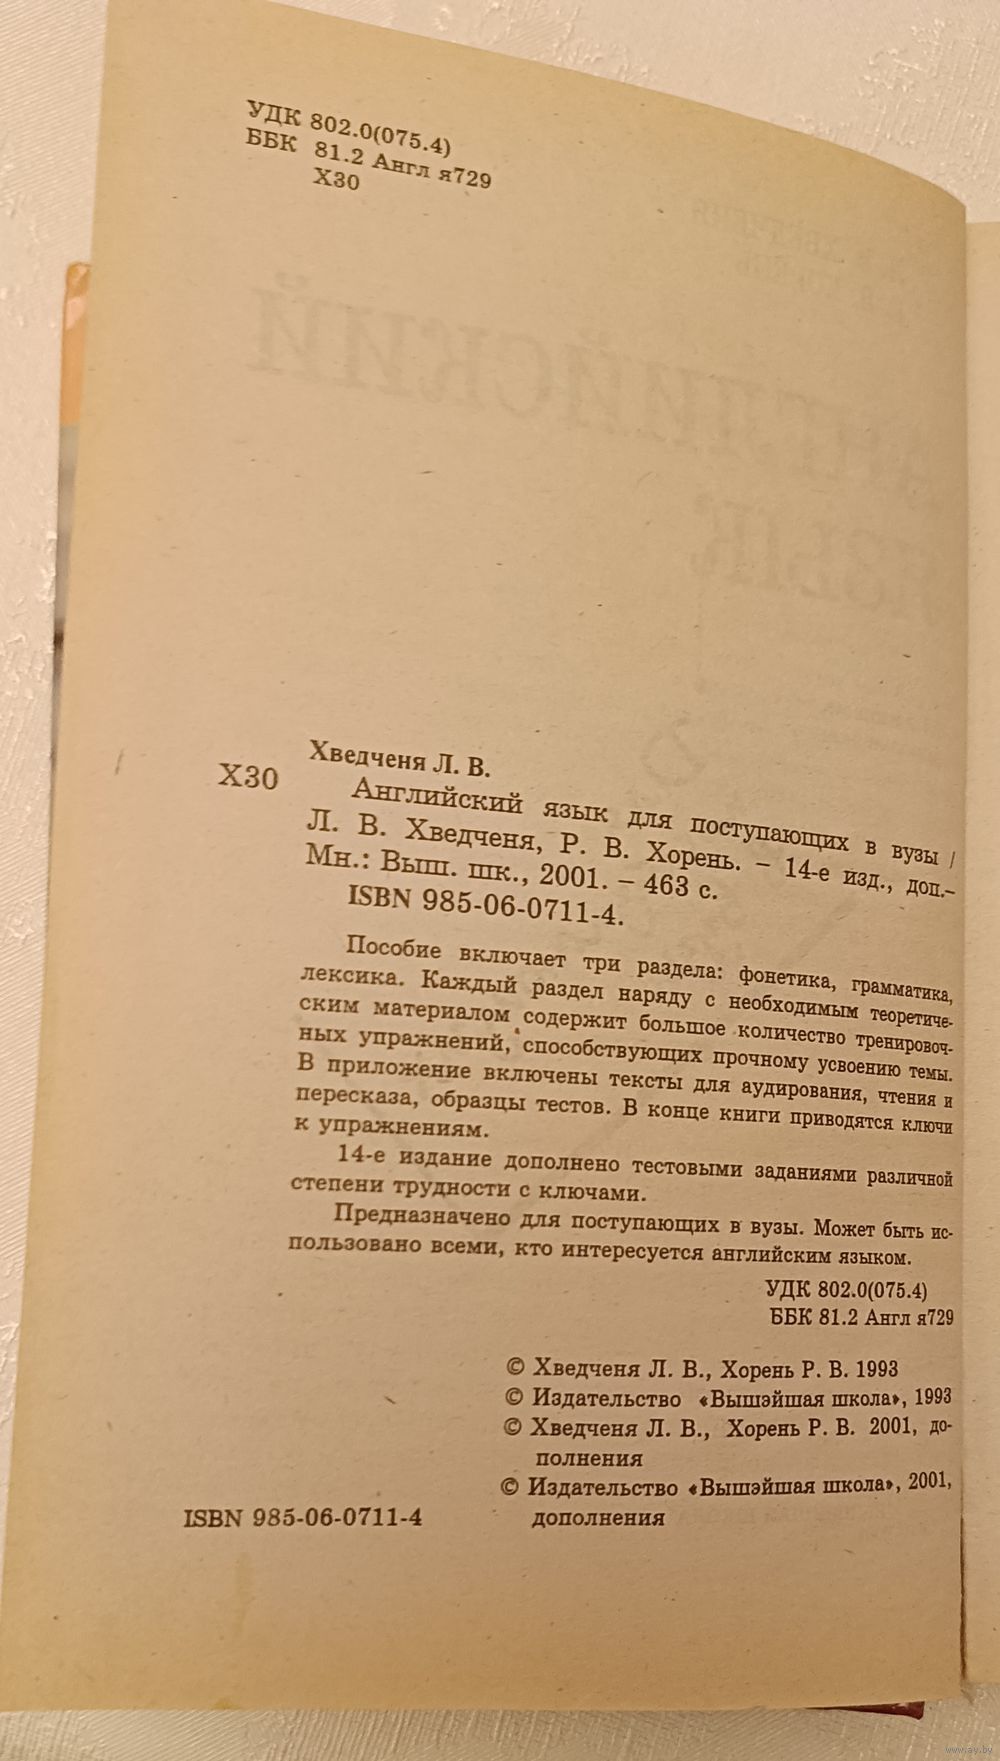 УДК 802.0(075.4)
ББК 81.2 Англ я729
Х30
АНГЛИЙСКИЙ
ЯЗЫК
Хведченя Л. В.
Х30 Английский язык для поступающих в вузы /
Л. В. Хведченя, Р. В. Хорень. – 14-е изд., доп.–
Мн.: Выш. шк., 2001. – 463 с.
ISBN 985-06-0711-4.
Пособие включает три раздела: фонетика, грамматика,
лексика. Каждый раздел наряду с необходимым теоретиче-
ским материалом содержит большое количество тренировоч-
ных упражнений, способствующих прочному усвоению темы.
В приложение включены тексты для аудирования, чтения и
пересказа, образцы тестов. В конце книги приводятся ключи
к упражнениям.
14-е издание дополнено тестовыми заданиями различной
степени трудности с ключами.
Предназначено для поступающих в вузы. Может быть ис-
пользовано всеми, кто интересуется английским языком.
УДК 802.0(075.4)
ББК 81.2 Англ я729
© Хведченя Л. В., Хорень Р. В. 1993
© Издательство «Вышэйшая школа», 1993
© Хведченя Л. В., Хорень Р. В. 2001, до-
полнения
© Издательство «Вышэйшая школа», 2001,
дополнения
ISBN 985-06-0711-4
www.ay.by